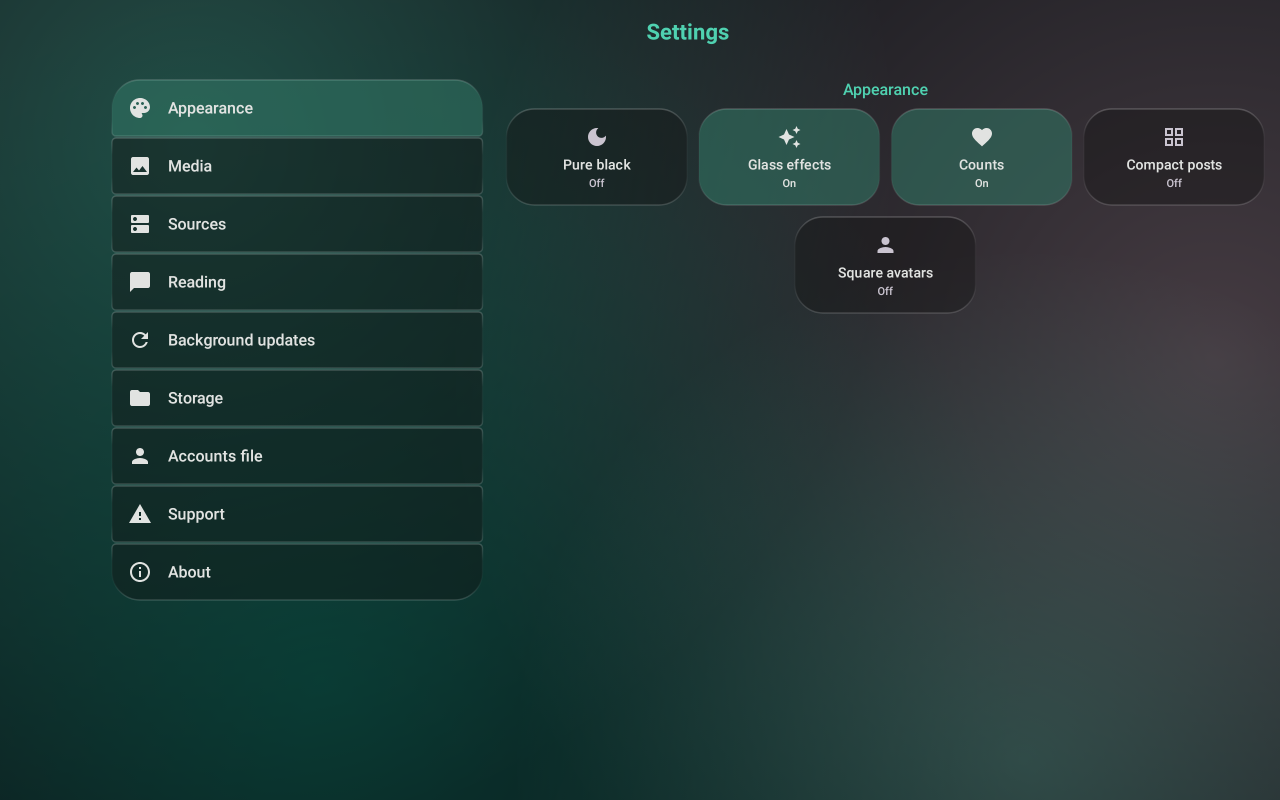 Settings
Appearance
Media
Sources
Reading
Background updates
Storage
Accounts file
Support
About
Appearance
Pure black
Off
Glass effects
On
Counts
On
Compact posts
Off
Square avatars
Off